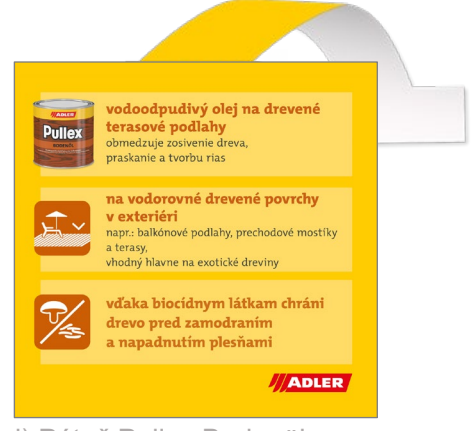 ADLER
Pullex
vodoodpudivý olej na drevené
terasové podlahy
obmedzuje zosivenie dreva,
praskanie a tvorbu rias
na vodorovné drevené povrchy
v exteriéri
napr.: balkónové podlahy, prechodové mostíky
a terasy,
vhodný hlavne na exotické dreviny
vďaka biocídnym látkam chráni
drevo pred zamodraním
a napadnutím plesňami
ADLER